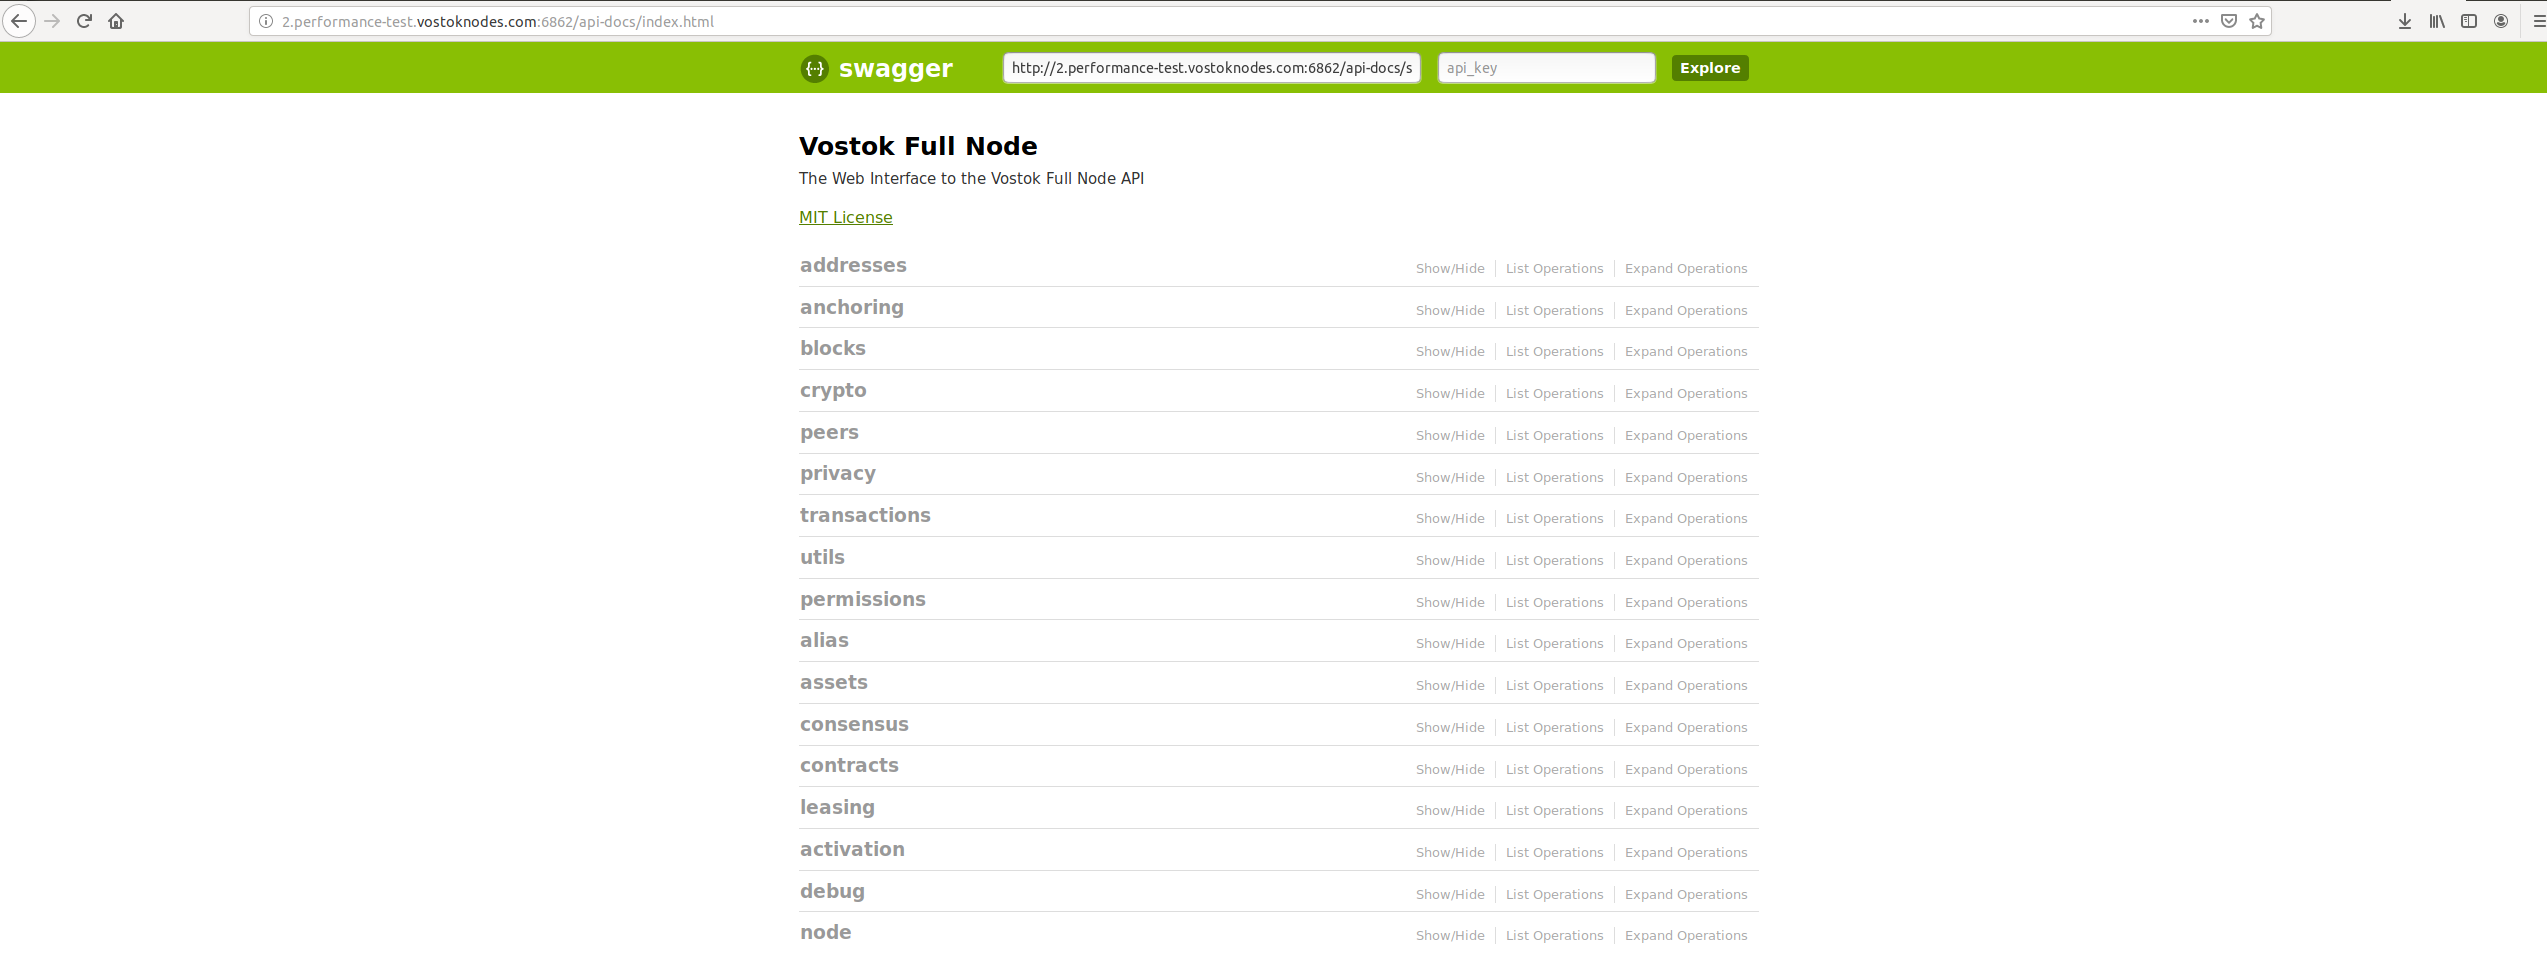 2.performance-test.vostoknodes.com:6862/api-docs/index.html
{···} swagger http://2.performance-test.vostoknodes.com:6862/api-docs/s api_key Explore
Vostok Full Node
The Web Interface to the Vostok Full Node API
MIT License
addresses Show/Hide List Operations Expand Operations
anchoring Show/Hide List Operations Expand Operations
blocks Show/Hide List Operations Expand Operations
crypto Show/Hide List Operations Expand Operations
peers Show/Hide List Operations Expand Operations
privacy Show/Hide List Operations Expand Operations
transactions Show/Hide List Operations Expand Operations
utils Show/Hide List Operations Expand Operations
permissions Show/Hide List Operations Expand Operations
alias Show/Hide List Operations Expand Operations
assets Show/Hide List Operations Expand Operations
consensus Show/Hide List Operations Expand Operations
contracts Show/Hide List Operations Expand Operations
leasing Show/Hide List Operations Expand Operations
activation Show/Hide List Operations Expand Operations
debug Show/Hide List Operations Expand Operations
node Show/Hide List Operations Expand Operations